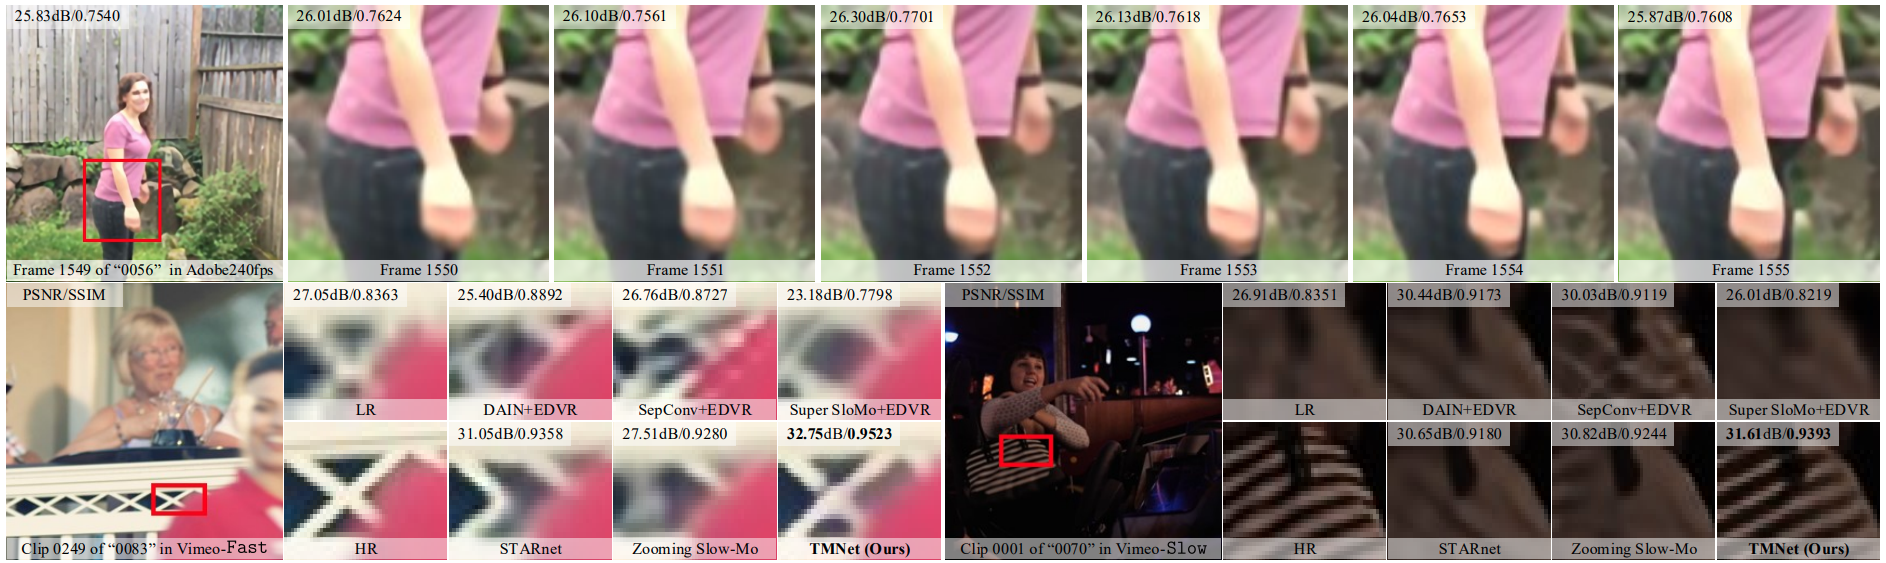 25.83dB/0.7540
26.01dB/0.7624
26.10dB/0.7561
26.30dB/0.7701
26.13dB/0.7618
26.04dB/0.7653
25.87dB/0.7608
Frame 1549 of “0056” in Adobe240fps
Frame 1550
Frame 1551
Frame 1552
Frame 1553
Frame 1554
Frame 1555
PSNR/SSIM
27.05dB/0.8363
25.40dB/0.8892
26.76dB/0.8727
23.18dB/0.7798
LR
DAIN+EDVR
SepConv+EDVR
Super SloMo+EDVR
31.05dB/0.9358
27.51dB/0.9280
32.75dB/0.9523
Clip 0249 of “0083” in Vimeo-Fast
HR
STARnet
Zooming Slow-Mo
TMNet (Ours)
PSNR/SSIM
26.91dB/0.8351
30.44dB/0.9173
30.03dB/0.9119
26.01dB/0.8219
LR
DAIN+EDVR
SepConv+EDVR
Super SloMo+EDVR
30.65dB/0.9180
30.82dB/0.9244
31.61dB/0.9393
Clip 0001 of “0070” in Vimeo-Slow
HR
STARnet
Zooming Slow-Mo
TMNet (Ours)